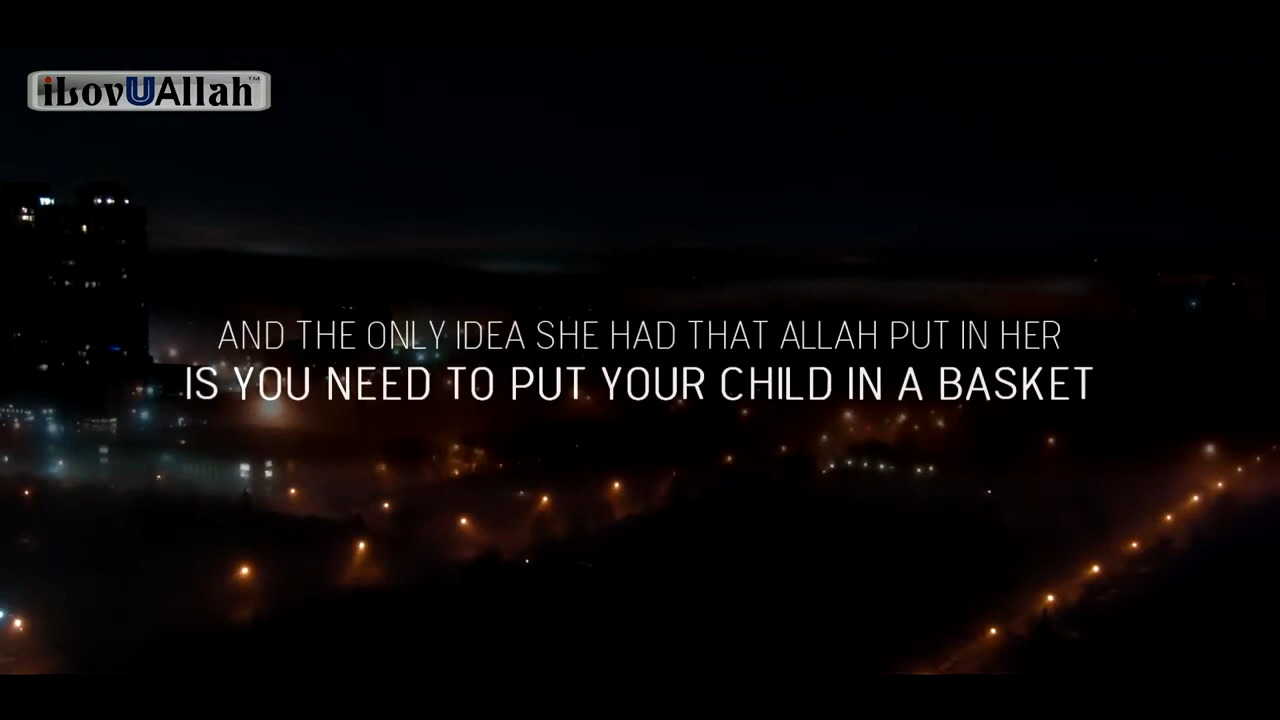 iLovUAllah™
AND THE ONLY IDEA SHE HAD THAT ALLAH PUT IN HER
IS YOU NEED TO PUT YOUR CHILD IN A BASKET